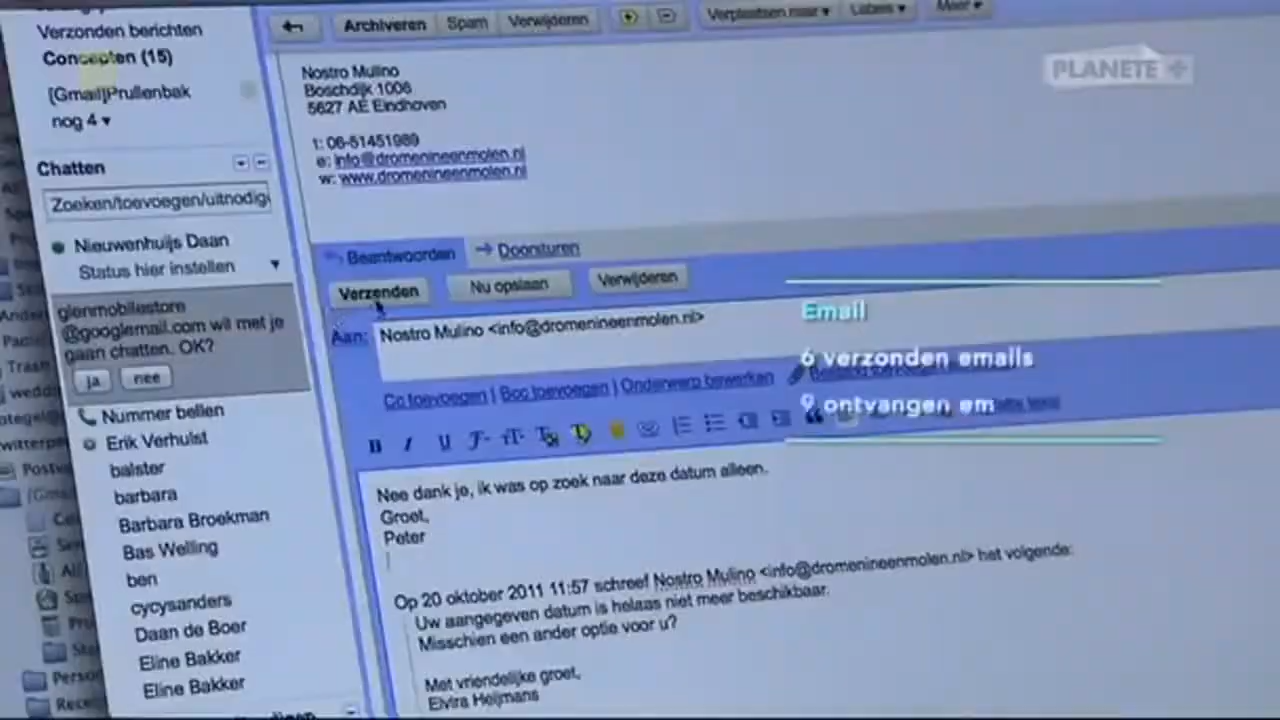 Verzonden berichten
Concepten (15)
[Gmail]Prullenbak
nog 4 ▾
Chatten
Zoeken/toevoegen/uitnodig
Nieuwenhuijs Daan
Status hier instellen
glenmobilestore
@googlemail.com wil met je
gaan chatten. OK?
ja nee
Nummer bellen
Erik Verhulst
balster
barbara
Barbara Broekman
Bas Welling
ben
cycysanders
Daan de Boer
Eline Bakker
Eline Bakker
Archiveren Spam Verwijderen Verplaatsen naar ▾ Labels ▾ Meer ▾
PLANETE +
Nostro Mulino
Boschdijk 1006
5627 AE Eindhoven
t: 06-51451989
e: info@dromenineenmolen.nl
w: www.dromenineenmolen.nl
Beantwoorden → Doorsturen
Verzenden Nu opslaan Verwijderen
Aan: Nostro Mulino <info@dromenineenmolen.nl>
Cc toevoegen | Bcc toevoegen | Onderwerp bewerken
Email
6 verzonden emails
9 ontvangen em
Nee dank je, ik was op zoek naar deze datum alleen.
Groet,
Peter
Op 20 oktober 2011 11:57 schreef Nostro Mulino <info@dromenineenmolen.nl> het volgende:
Uw aangegeven datum is helaas niet meer beschikbaar.
Misschien een ander optie voor u?
Met vriendelijke groet,
Elvira Heijmans